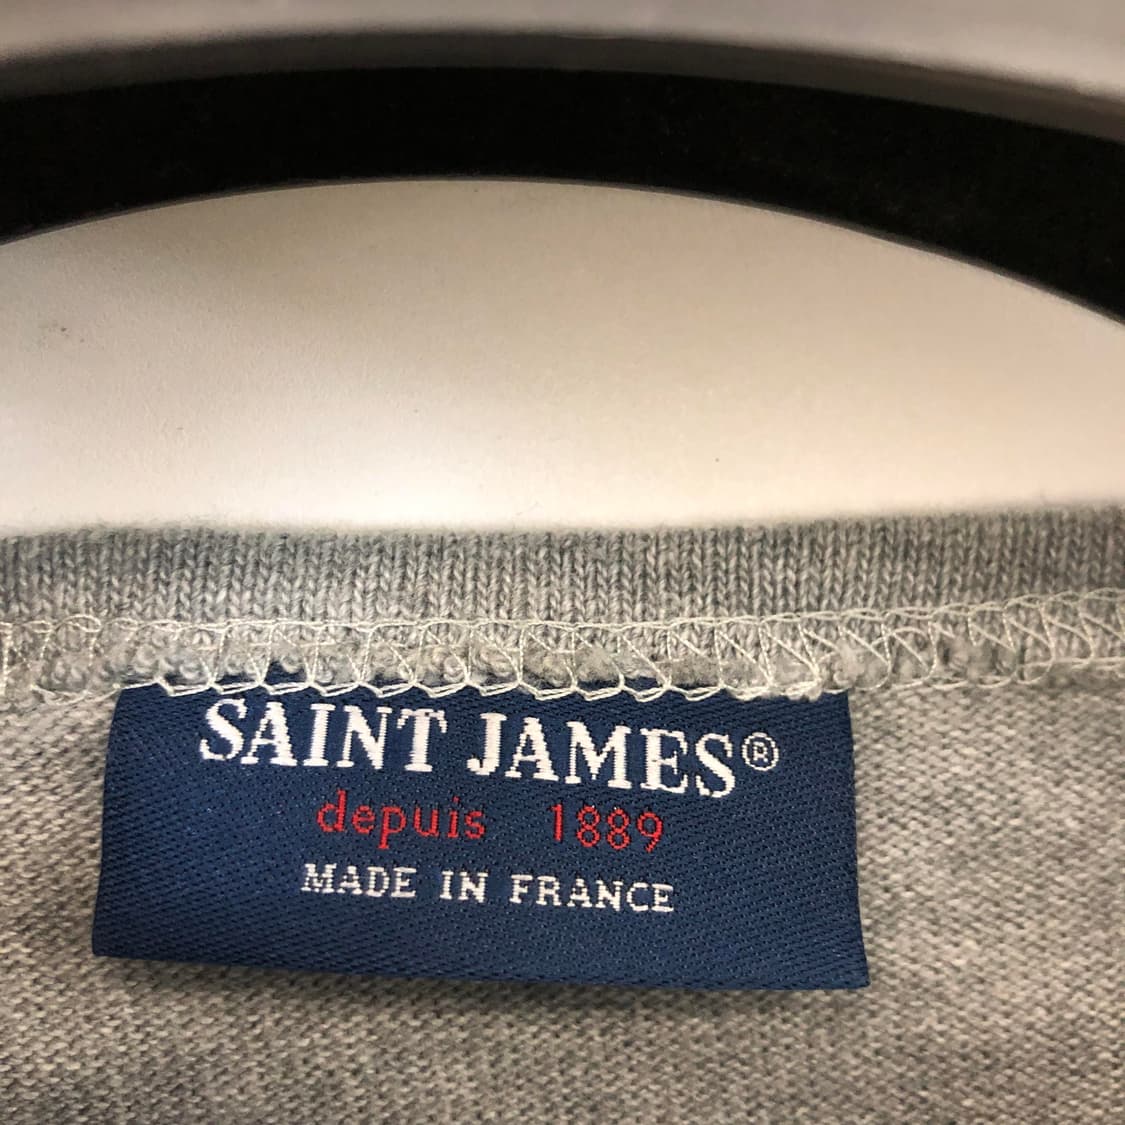 SAINT JAMES®
depuis 1889
MADE IN FRANCE